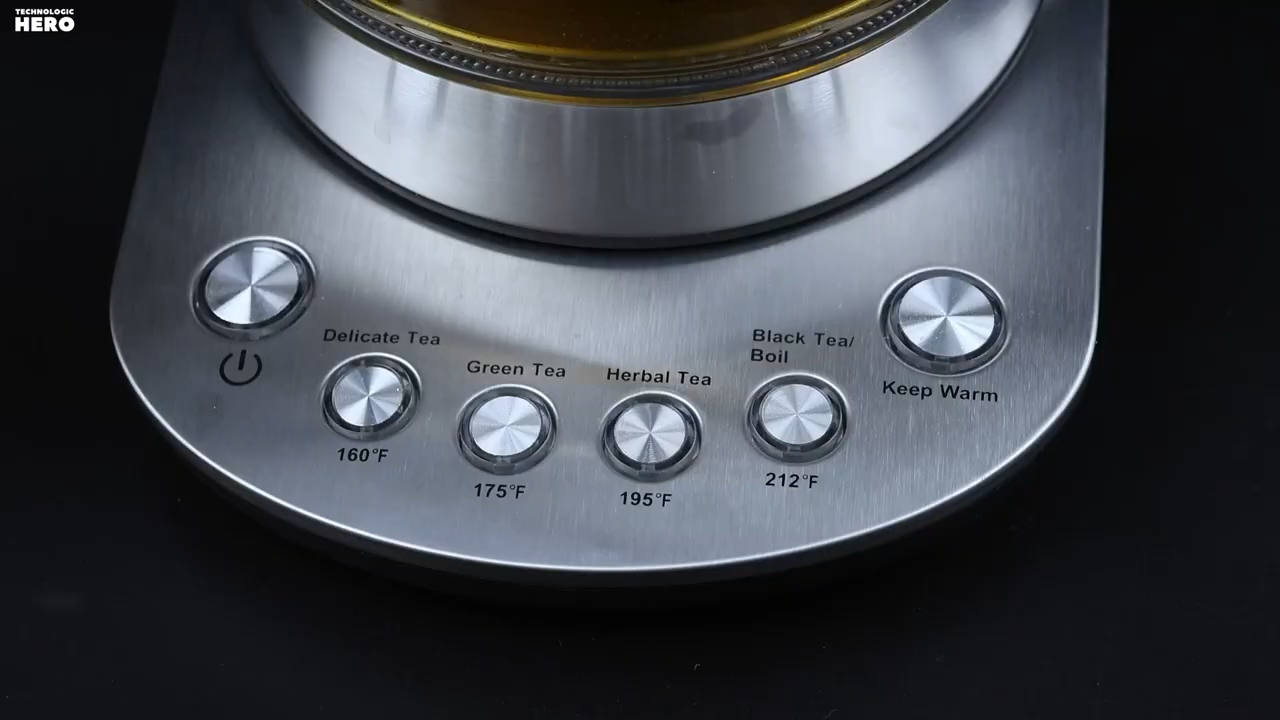 TECHNOLOGIC
HERO
Delicate Tea
160°F
Green Tea
175°F
Herbal Tea
195°F
Black Tea/
Boil
212°F
Keep Warm